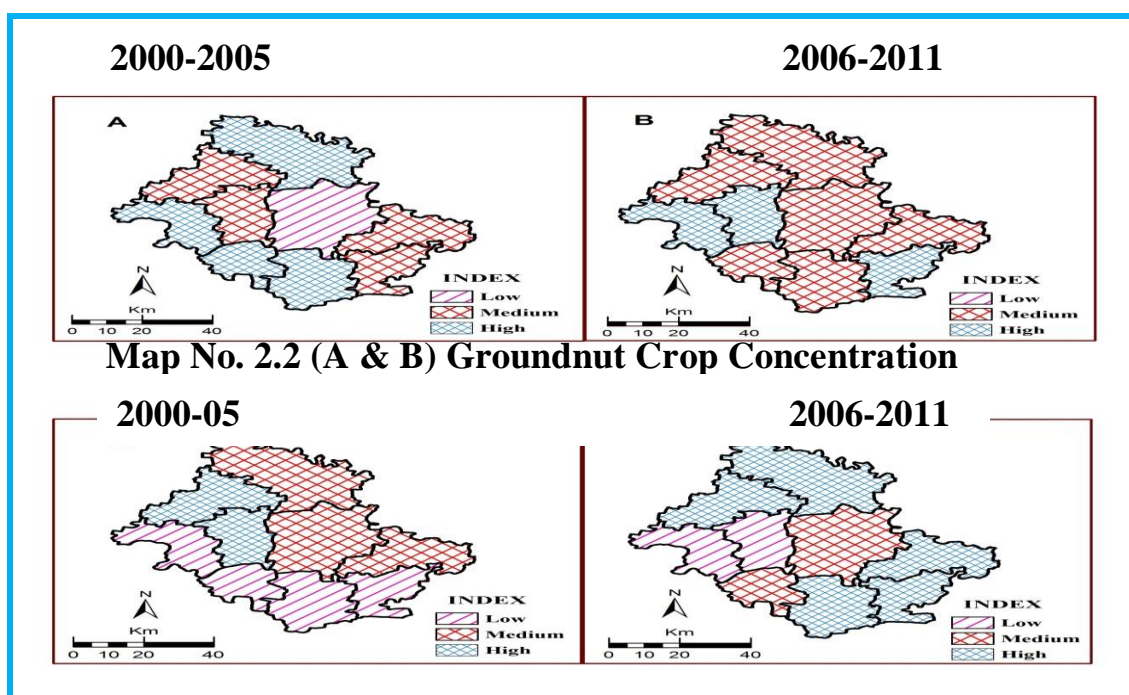 2000-2005 2006-2011
A B
N N
INDEX INDEX
Low Low
Km Medium Km Medium
0 10 20 40 High 0 10 20 40 High
Map No. 2.2 (A & B) Groundnut Crop Concentration
2000-05 2006-2011
N N
INDEX INDEX
Low Low
Km Medium Km Medium
0 10 20 40 High 0 10 20 40 High